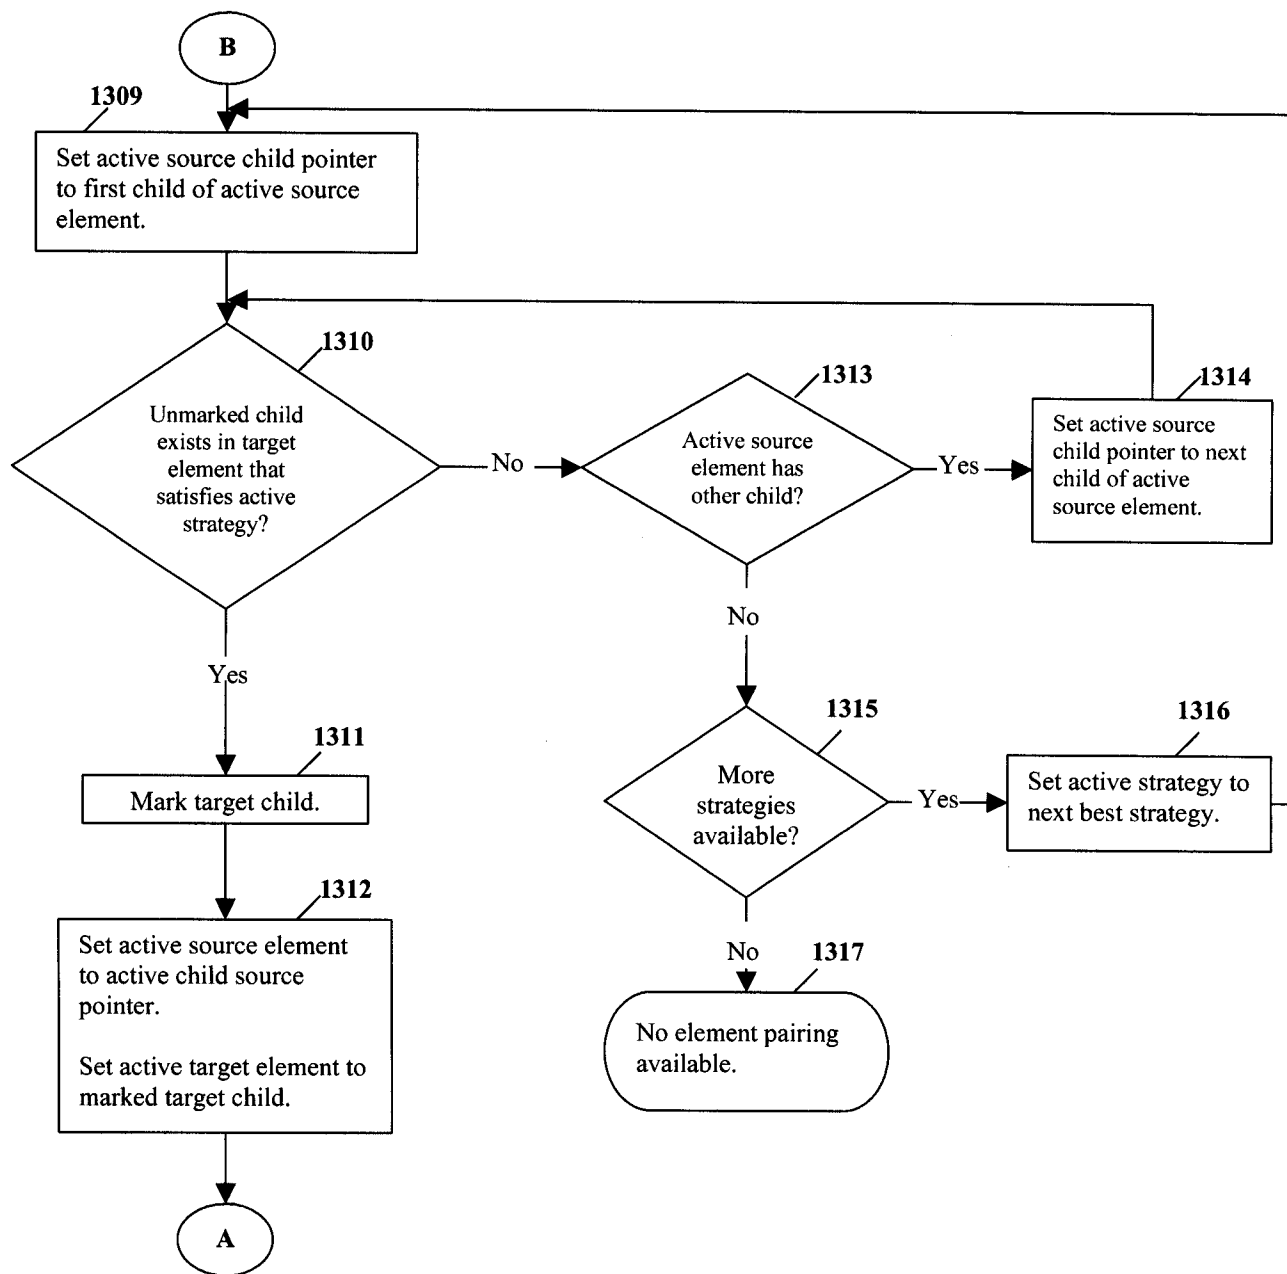 B
1309
Set active source child pointer
to first child of active source
element.
1310
Unmarked child
exists in target
element that
satisfies active
strategy?
No
1313
Active source
element has
other child?
Yes
1314
Set active source
child pointer to next
child of active
source element.
Yes
No
1311
Mark target child.
1315
More
strategies
available?
Yes
1316
Set active strategy to
next best strategy.
1312
Set active source element
to active child source
pointer.
Set active target element to
marked target child.
No
1317
No element pairing
available.
A